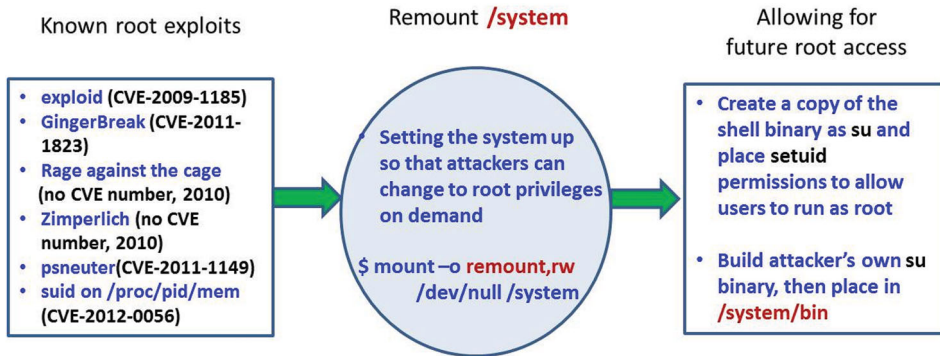 Known root exploits
• exploid (CVE-2009-1185)
• GingerBreak (CVE-2011-
1823)
• Rage against the cage
(no CVE number, 2010)
• Zimperlich (no CVE
number, 2010)
• psneuter(CVE-2011-1149)
• suid on /proc/pid/mem
(CVE-2012-0056)
Remount /system
• Setting the system up
so that attackers can
change to root privileges
on demand
$ mount –o remount,rw
/dev/null /system
Allowing for
future root access
• Create a copy of the
shell binary as su and
place setuid
permissions to allow
users to run as root
• Build attacker's own su
binary, then place in
/system/bin